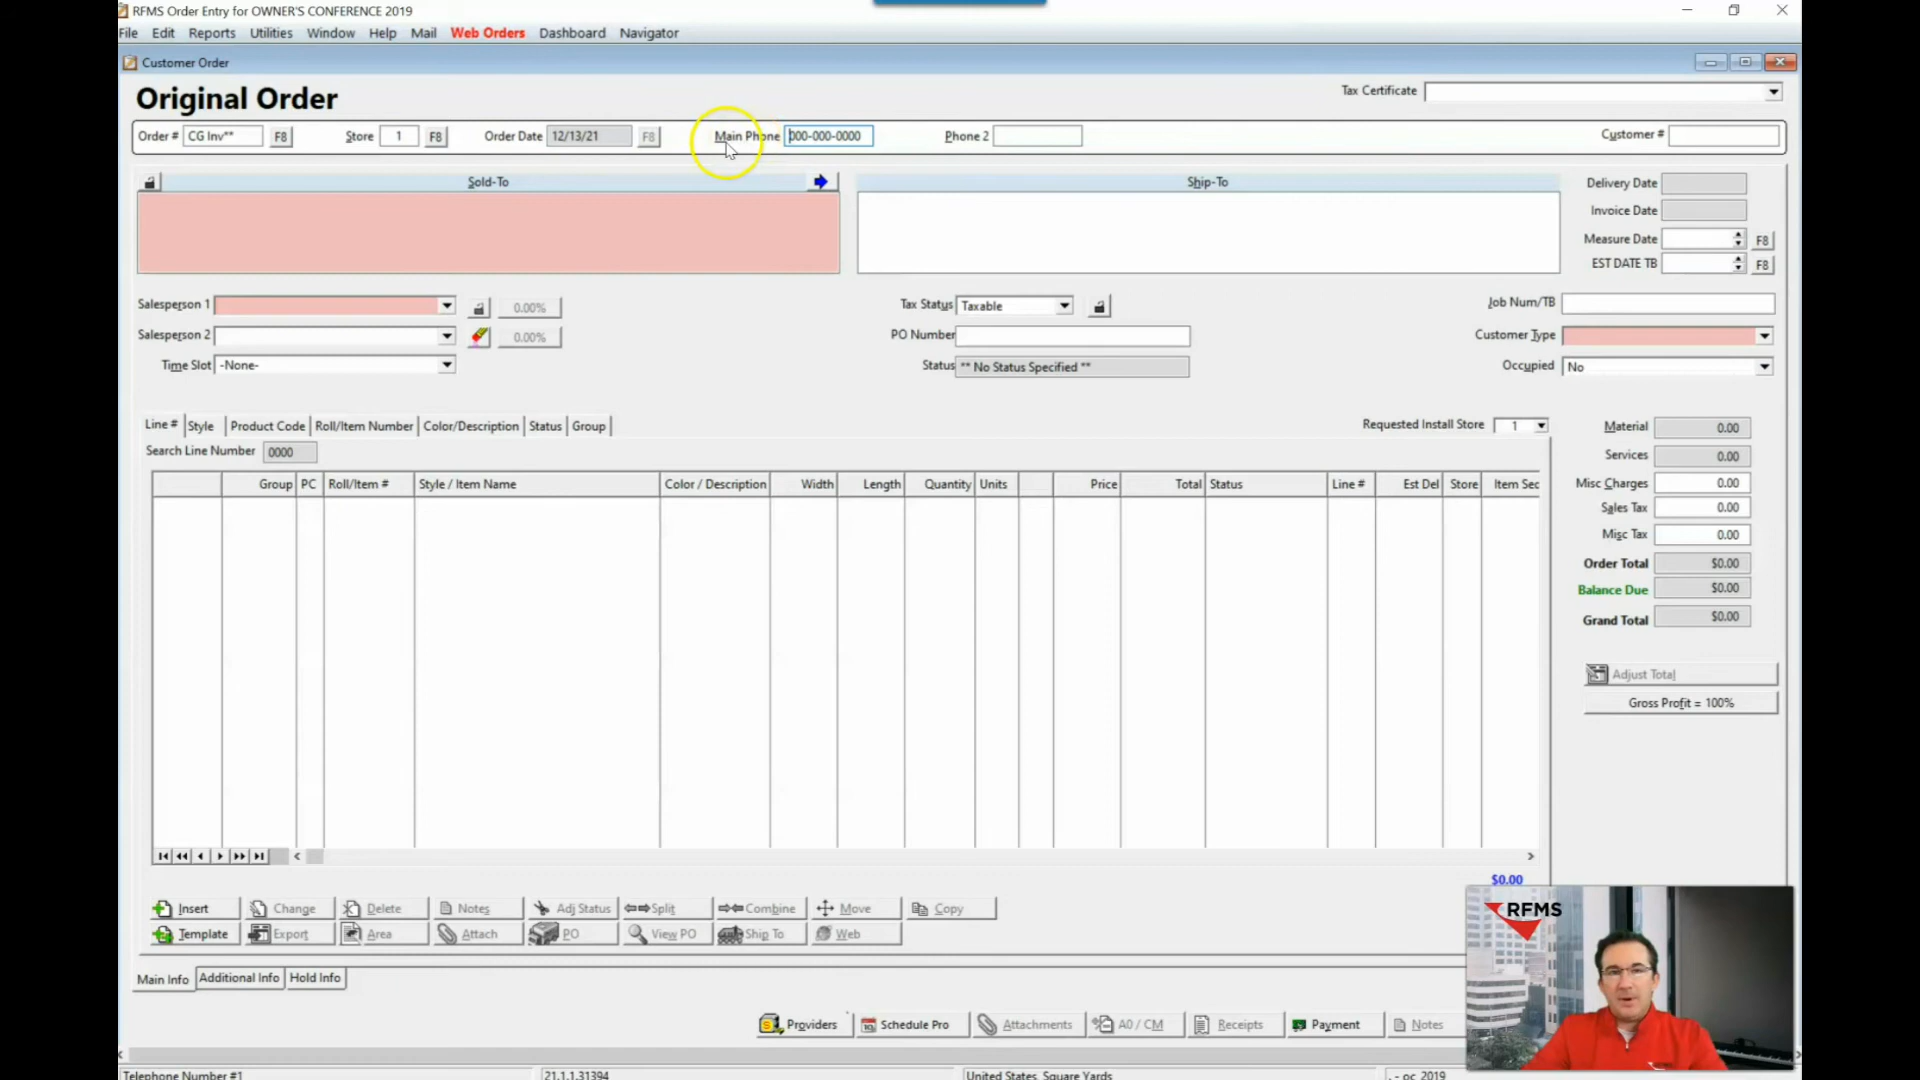 RFMS Order Entry for OWNER'S CONFERENCE 2019
File Edit Reports Utilities Window Help Mail Web Orders Dashboard Navigator
Customer Order
Original Order
Tax Certificate
Order # CG Inv** F8 Store 1 F8 Order Date 12/13/21 F8 Main Phone 000-000-0000 Phone 2 Customer #
Sold-To Ship-To
Delivery Date
Invoice Date
Measure Date F8
EST DATE TB F8
Salesperson 1 0.00% Tax Status Taxable Job Num/TB
Salesperson 2 0.00% PO Number Customer Type
Time Slot -None- Status ** No Status Specified ** Occupied No
Line # Style Product Code Roll/Item Number Color/Description Status Group Requested Install Store 1
Search Line Number 0000
Group PC Roll/Item # Style / Item Name Color / Description Width Length Quantity Units Price Total Status Line # Est Del Store Item Sec
Material 0.00
Services 0.00
Misc Charges 0.00
Sales Tax 0.00
Misc Tax 0.00
Order Total $0.00
Balance Due $0.00
Grand Total $0.00
Adjust Total
Gross Profit = 100%
$0.00
Insert Change Delete Notes Adj Status Split Combine Move Copy
Template Export Area Attach PO View PO Ship To Web
RFMS
Main Info Additional Info Hold Info
Providers Schedule Pro Attachments AO / CM Receipts Payment Notes
Telephone Number #1 21.1.1.31394 United States, Square Yards . - oc 2019